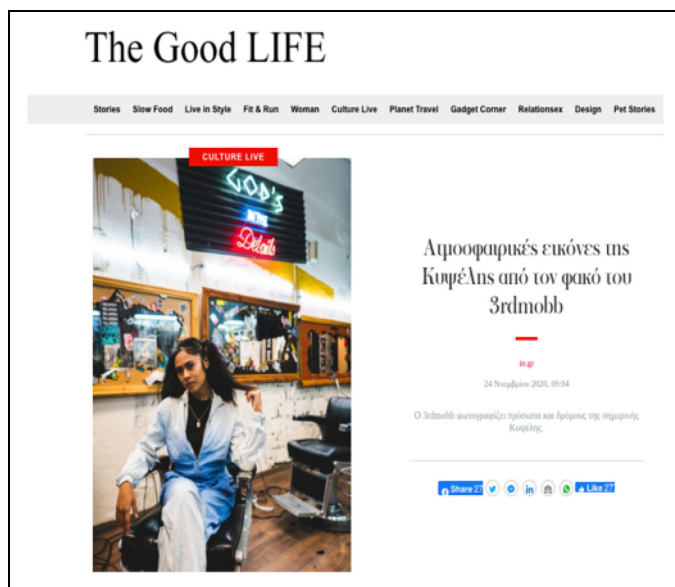 The Good LIFE
Stories Slow Food Live in Style Fit & Run Woman Culture Live Planet Travel Gadget Corner Relationsex Design Pet Stories
CULTURE LIVE
GOD'S
IN THE
Details
Ατμοσφαιρικές εικόνες της
Κυψέλης από τον φακό του
3rdmobb
in.gr
24 Νοεμβρίου 2020, 09:04
Ο 3rdmobb φωτογραφίζει πρόσωπα και δρόμους της σημερινής
Κυψέλης.
Share 27
Like 27